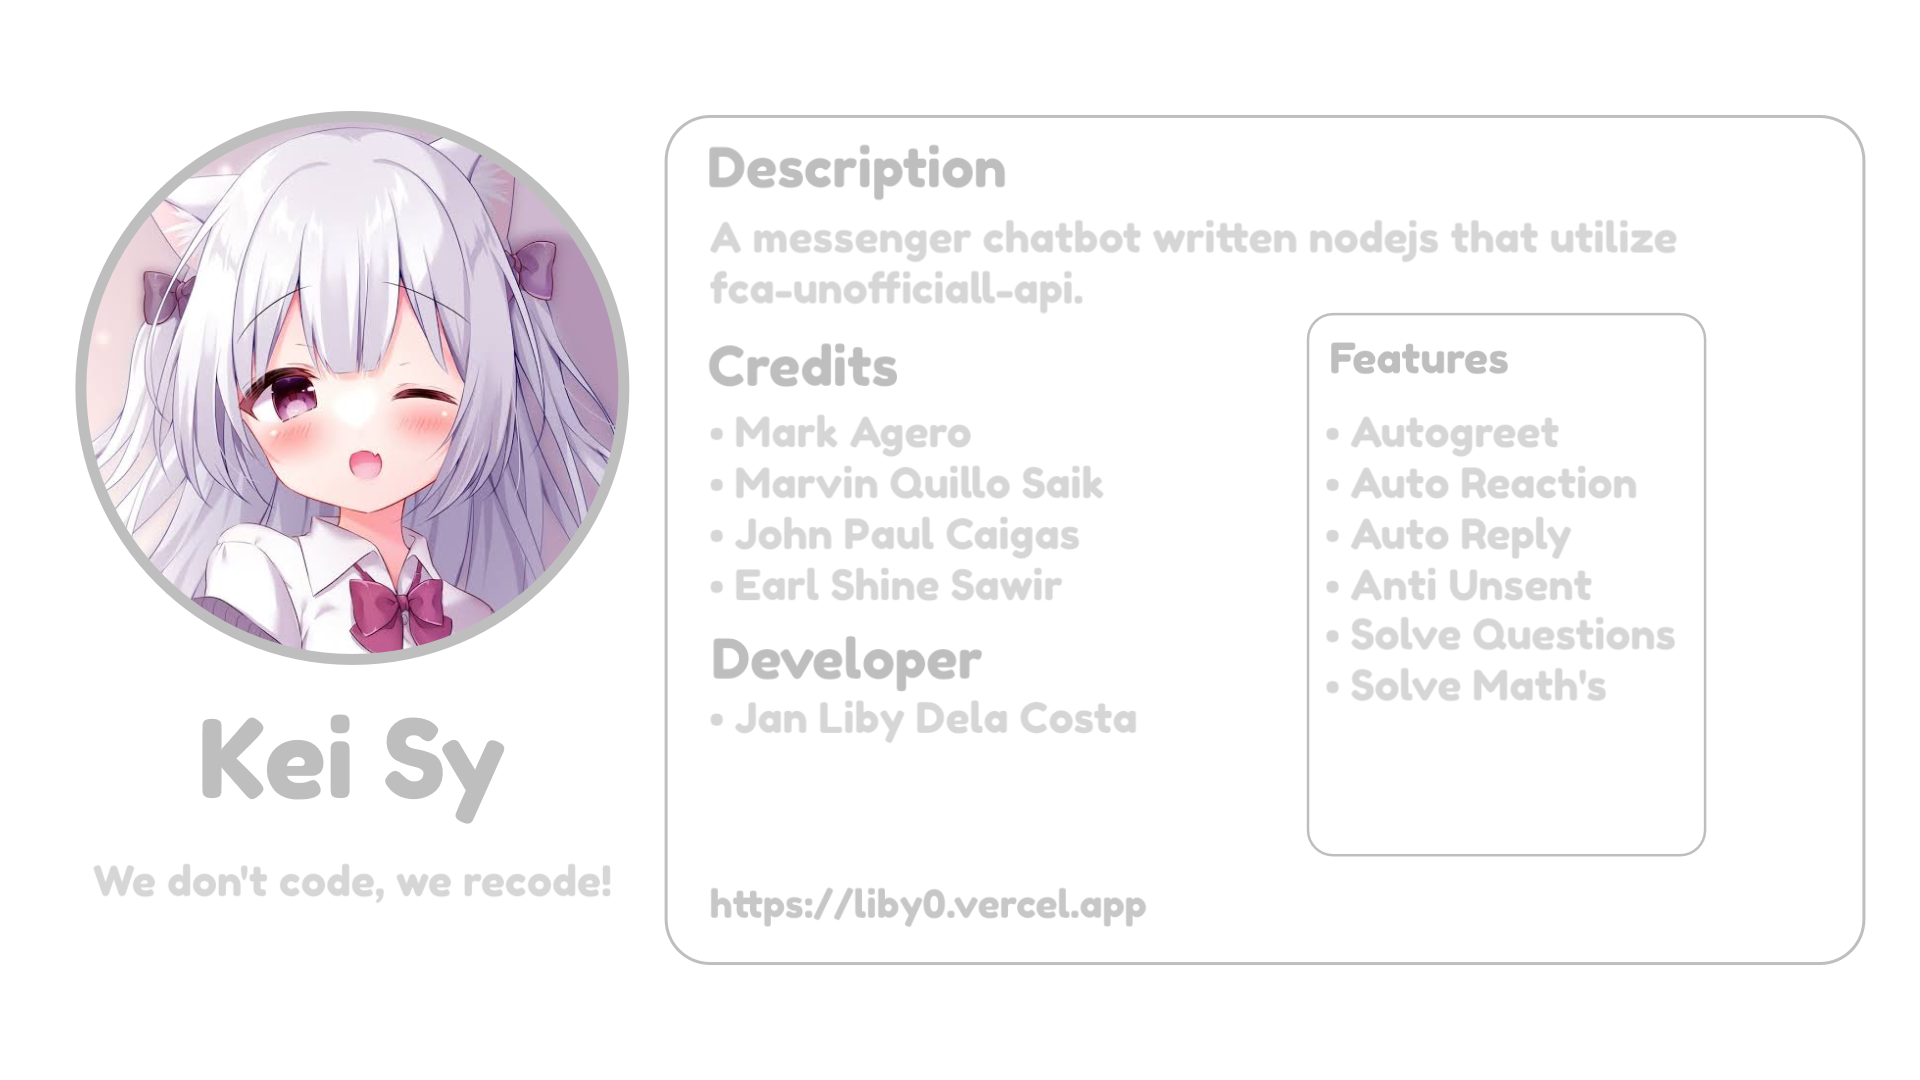 Kei Sy
We don't code, we recode!
Description
A messenger chatbot written nodejs that utilize
fca-unofficiall-api.
Credits
• Mark Agero
• Marvin Quillo Saik
• John Paul Caigas
• Earl Shine Sawir
Developer
• Jan Liby Dela Costa
Features
• Autogreet
• Auto Reaction
• Auto Reply
• Anti Unsent
• Solve Questions
• Solve Math's
https://liby0.vercel.app